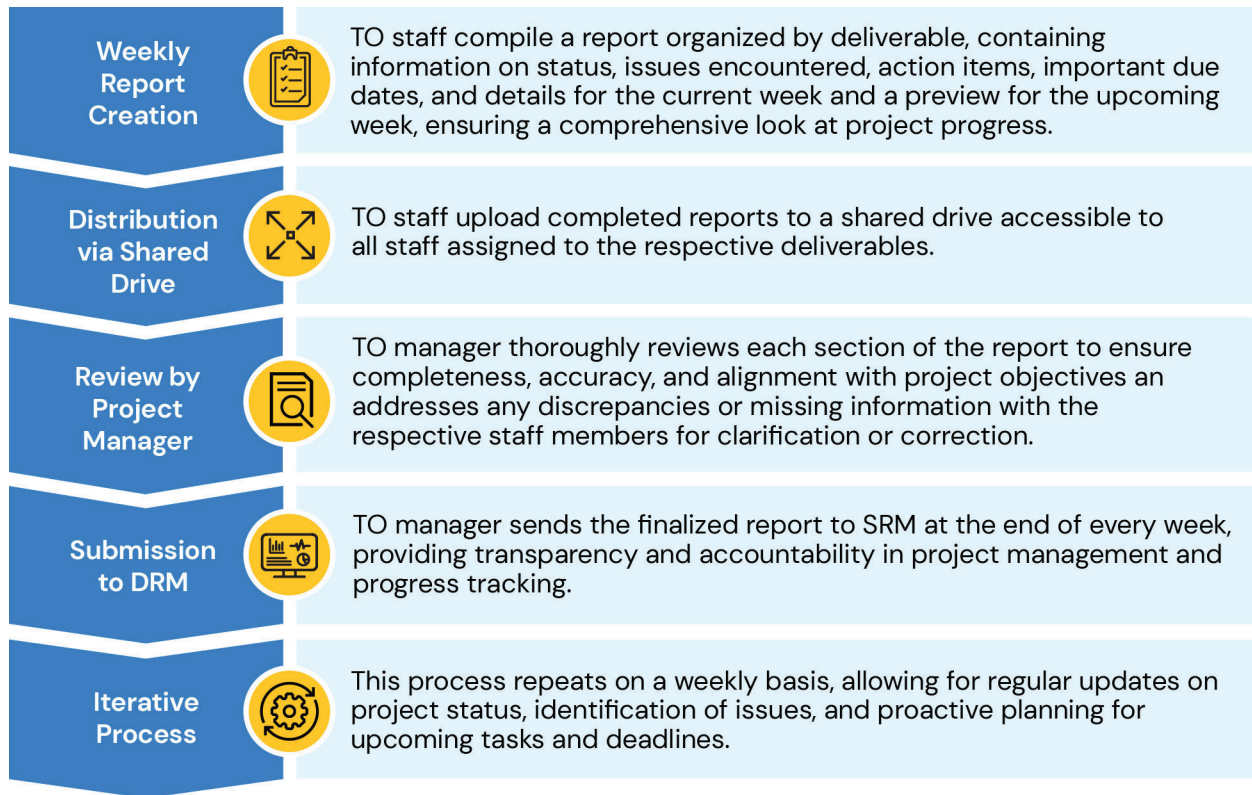 Weekly
Report
Creation
TO staff compile a report organized by deliverable, containing
information on status, issues encountered, action items, important due
dates, and details for the current week and a preview for the upcoming
week, ensuring a comprehensive look at project progress.
Distribution
via Shared
Drive
TO staff upload completed reports to a shared drive accessible to
all staff assigned to the respective deliverables.
Review by
Project
Manager
TO manager thoroughly reviews each section of the report to ensure
completeness, accuracy, and alignment with project objectives an
addresses any discrepancies or missing information with the
respective staff members for clarification or correction.
Submission
to DRM
TO manager sends the finalized report to SRM at the end of every week,
providing transparency and accountability in project management and
progress tracking.
Iterative
Process
This process repeats on a weekly basis, allowing for regular updates on
project status, identification of issues, and proactive planning for
upcoming tasks and deadlines.